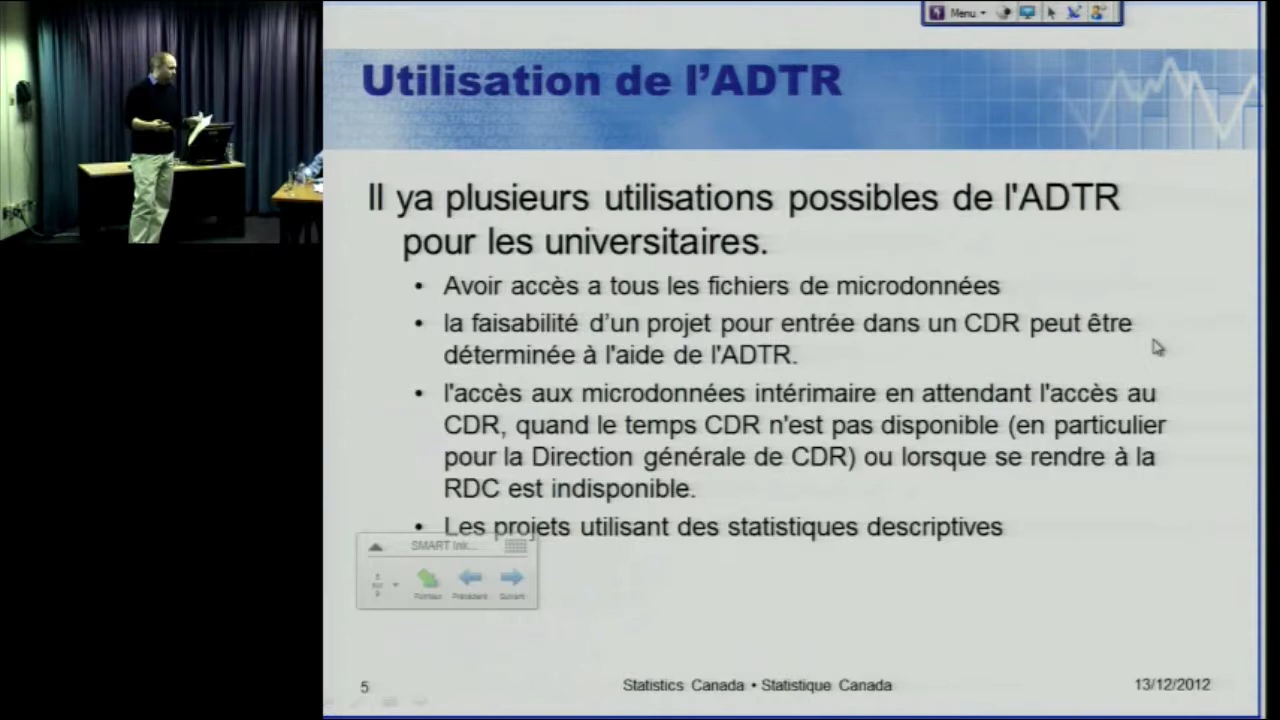 Menu
Utilisation de l’ADTR
Il ya plusieurs utilisations possibles de l'ADTR
pour les universitaires.
• Avoir accès a tous les fichiers de microdonnées
• la faisabilité d’un projet pour entrée dans un CDR peut être
déterminée à l'aide de l'ADTR.
• l'accès aux microdonnées intérimaire en attendant l'accès au
CDR, quand le temps CDR n'est pas disponible (en particulier
pour la Direction générale de CDR) ou lorsque se rendre à la
RDC est indisponible.
• Les projets utilisant des statistiques descriptives
SMART Ink...
Pointeur Précédent Suivant
5
Statistics Canada • Statistique Canada
13/12/2012